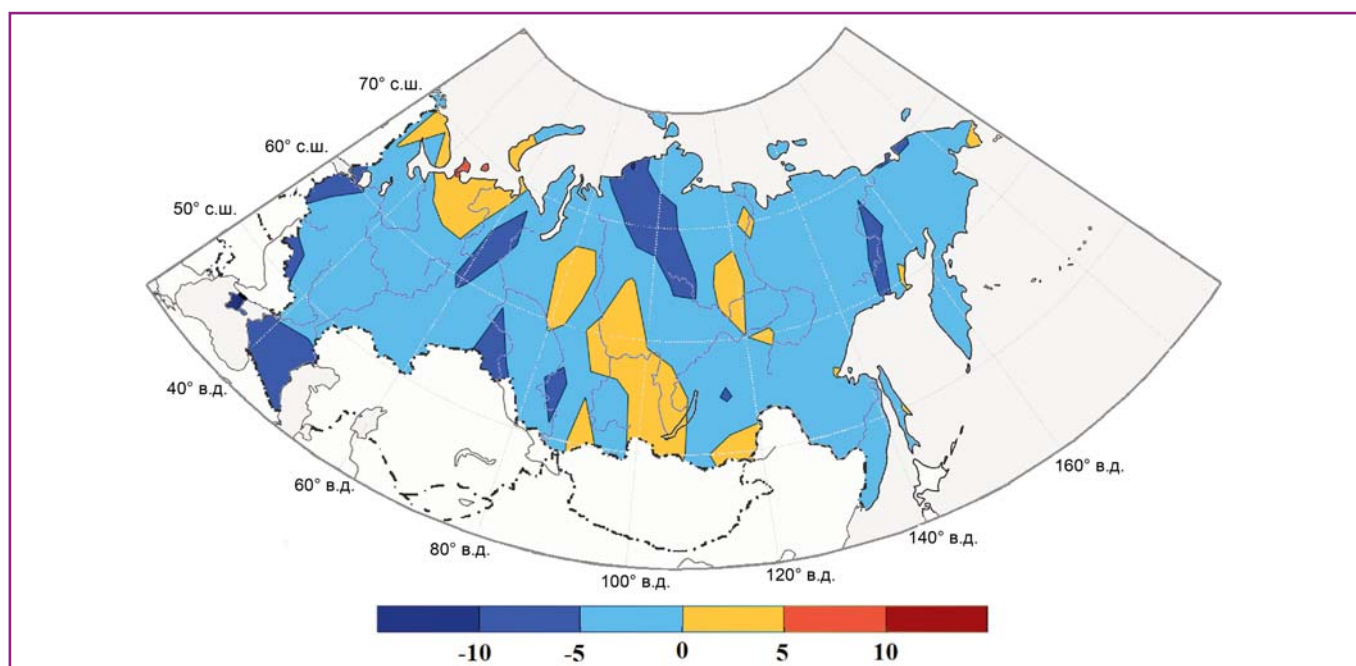 70° с.ш.
60° с.ш.
50° с.ш.
40° в.д.
60° в.д.
80° в.д.
100° в.д.
120° в.д.
140° в.д.
160° в.д.
-10 -5 0 5 10